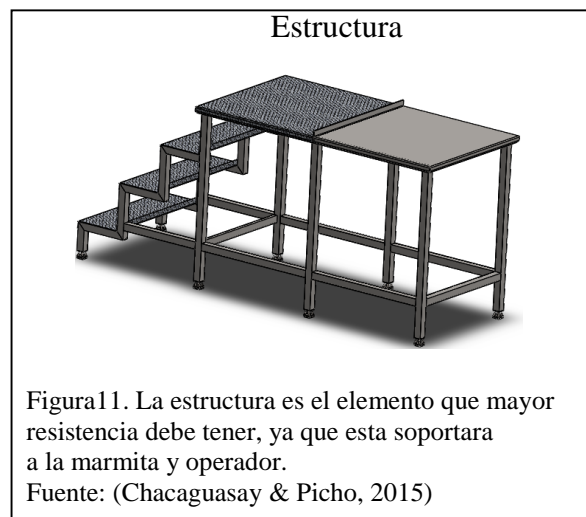 Estructura
Figura11. La estructura es el elemento que mayor
resistencia debe tener, ya que esta soportara
a la marmita y operador.
Fuente: (Chacaguasay & Picho, 2015)